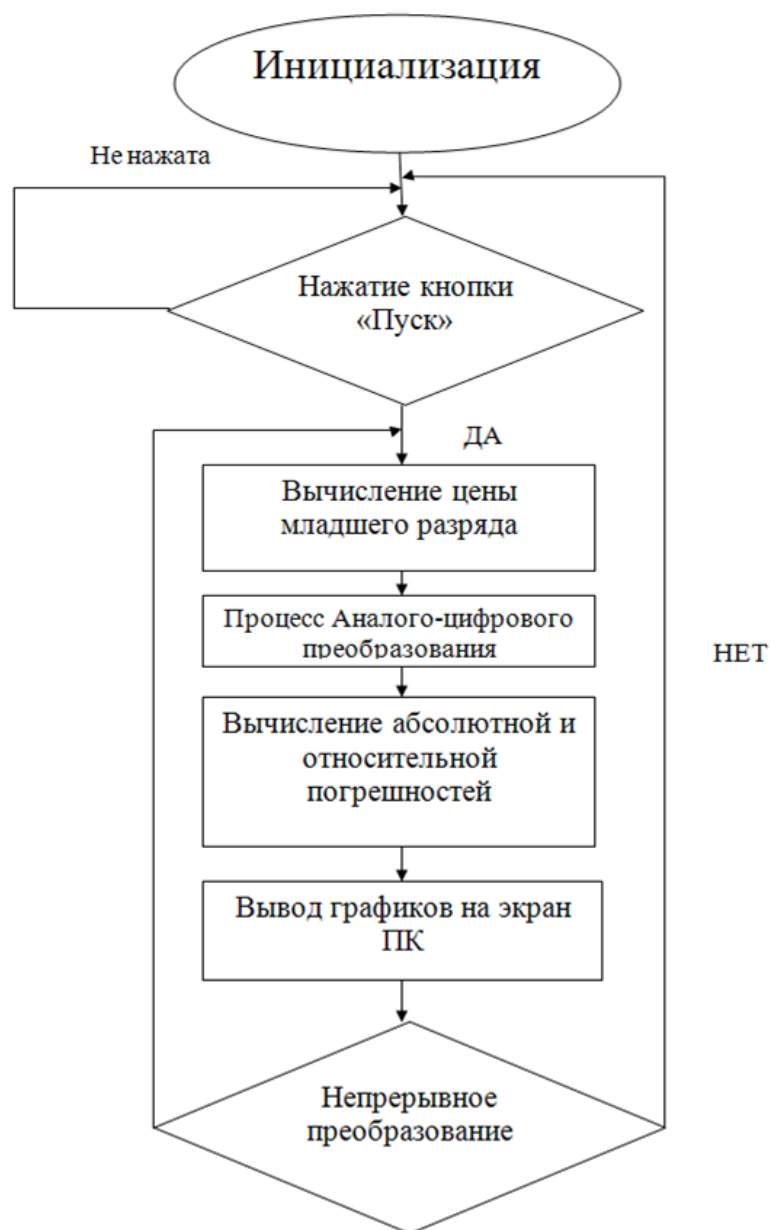 Инициализация
Не нажата
Нажатие кнопки
«Пуск»
ДА
Вычисление цены
младшего разряда
Процесс Аналого-цифрового
преобразования
НЕТ
Вычисление абсолютной и
относительной
погрешностей
Вывод графиков на экран
ПК
Непрерывное
преобразование